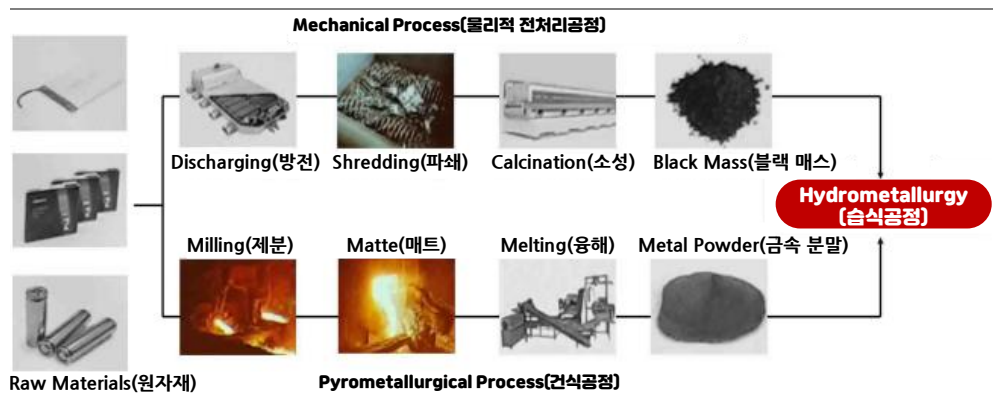 Mechanical Process(물리적 전처리공정)
Discharging(방전)
Shredding(파쇄)
Calcination(소성)
Black Mass(블랙 매스)
Hydrometallurgy
(습식공정)
Milling(제분)
Matte(매트)
Melting(융해)
Metal Powder(금속 분말)
Raw Materials(원자재)
Pyrometallurgical Process(건식공정)